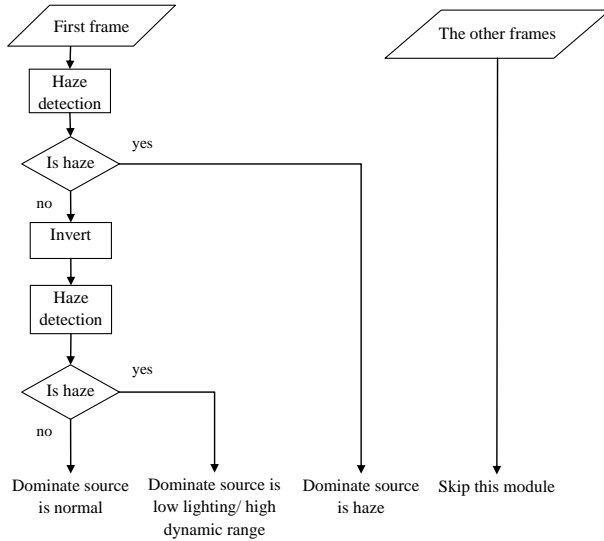 First frame
The other frames
Haze
detection
Is haze
yes
no
Invert
Haze
detection
Is haze
yes
no
Dominate source
is normal
Dominate source is
low lighting/ high
dynamic range
Dominate source
is haze
Skip this module